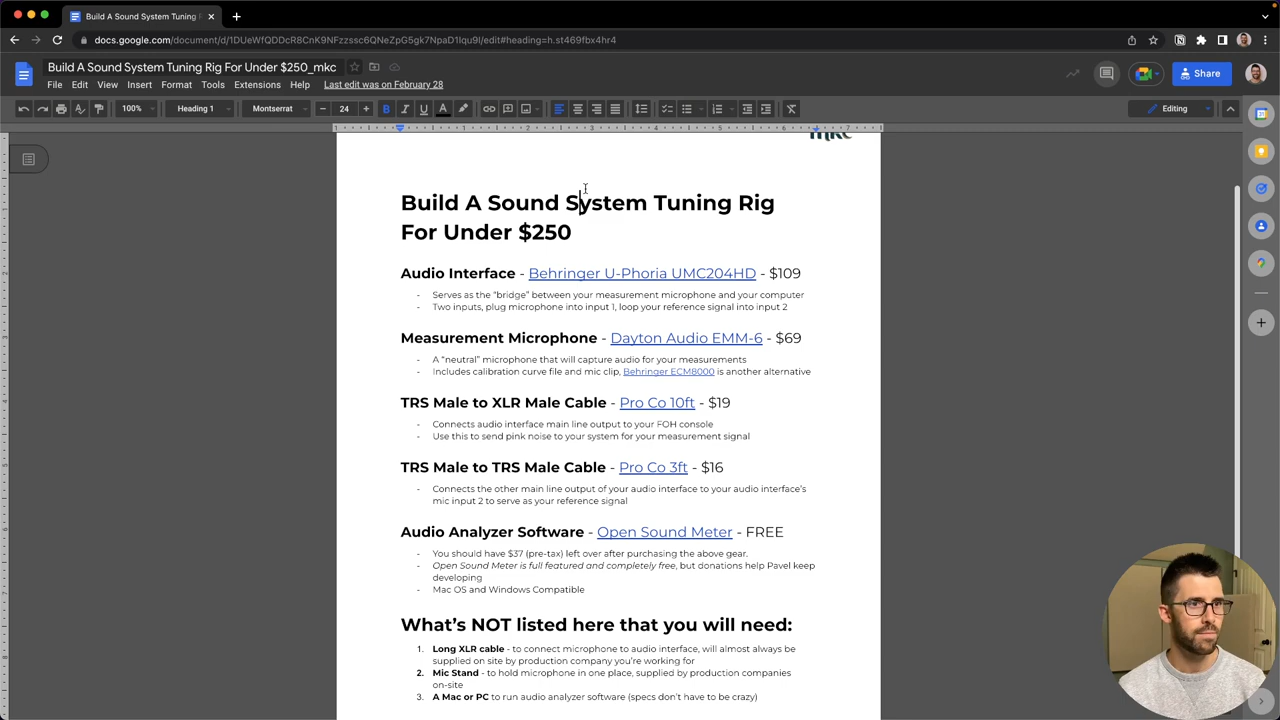 Build A Sound System Tuning R
docs.google.com/document/d/1DUeWfQDDcR8CnK9NFzzssc6QNeZpG5gk7NpaD1Iqu9I/edit#heading=h.st469fbx4hr4
Build A Sound System Tuning Rig For Under $250_mkc
File Edit View Insert Format Tools Extensions Help Last edit was on February 28
Share
100% Heading 1 Montserrat 24 Editing
mkc
Build A Sound System Tuning Rig
For Under $250
Audio Interface - Behringer U-Phoria UMC204HD - $109
- Serves as the “bridge” between your measurement microphone and your computer
- Two inputs, plug microphone into input 1, loop your reference signal into input 2
Measurement Microphone - Dayton Audio EMM-6 - $69
- A “neutral” microphone that will capture audio for your measurements
- Includes calibration curve file and mic clip, Behringer ECM8000 is another alternative
TRS Male to XLR Male Cable - Pro Co 10ft - $19
- Connects audio interface main line output to your FOH console
- Use this to send pink noise to your system for your measurement signal
TRS Male to TRS Male Cable - Pro Co 3ft - $16
- Connects the other main line output of your audio interface to your audio interface’s
mic input 2 to serve as your reference signal
Audio Analyzer Software - Open Sound Meter - FREE
- You should have $37 (pre-tax) left over after purchasing the above gear.
- Open Sound Meter is full featured and completely free, but donations help Pavel keep
developing
- Mac OS and Windows Compatible
What’s NOT listed here that you will need:
1. Long XLR cable - to connect microphone to audio interface, will almost always be
supplied on site by production company you’re working for
2. Mic Stand - to hold microphone in one place, supplied by production companies
on-site
3. A Mac or PC to run audio analyzer software (specs don’t have to be crazy)